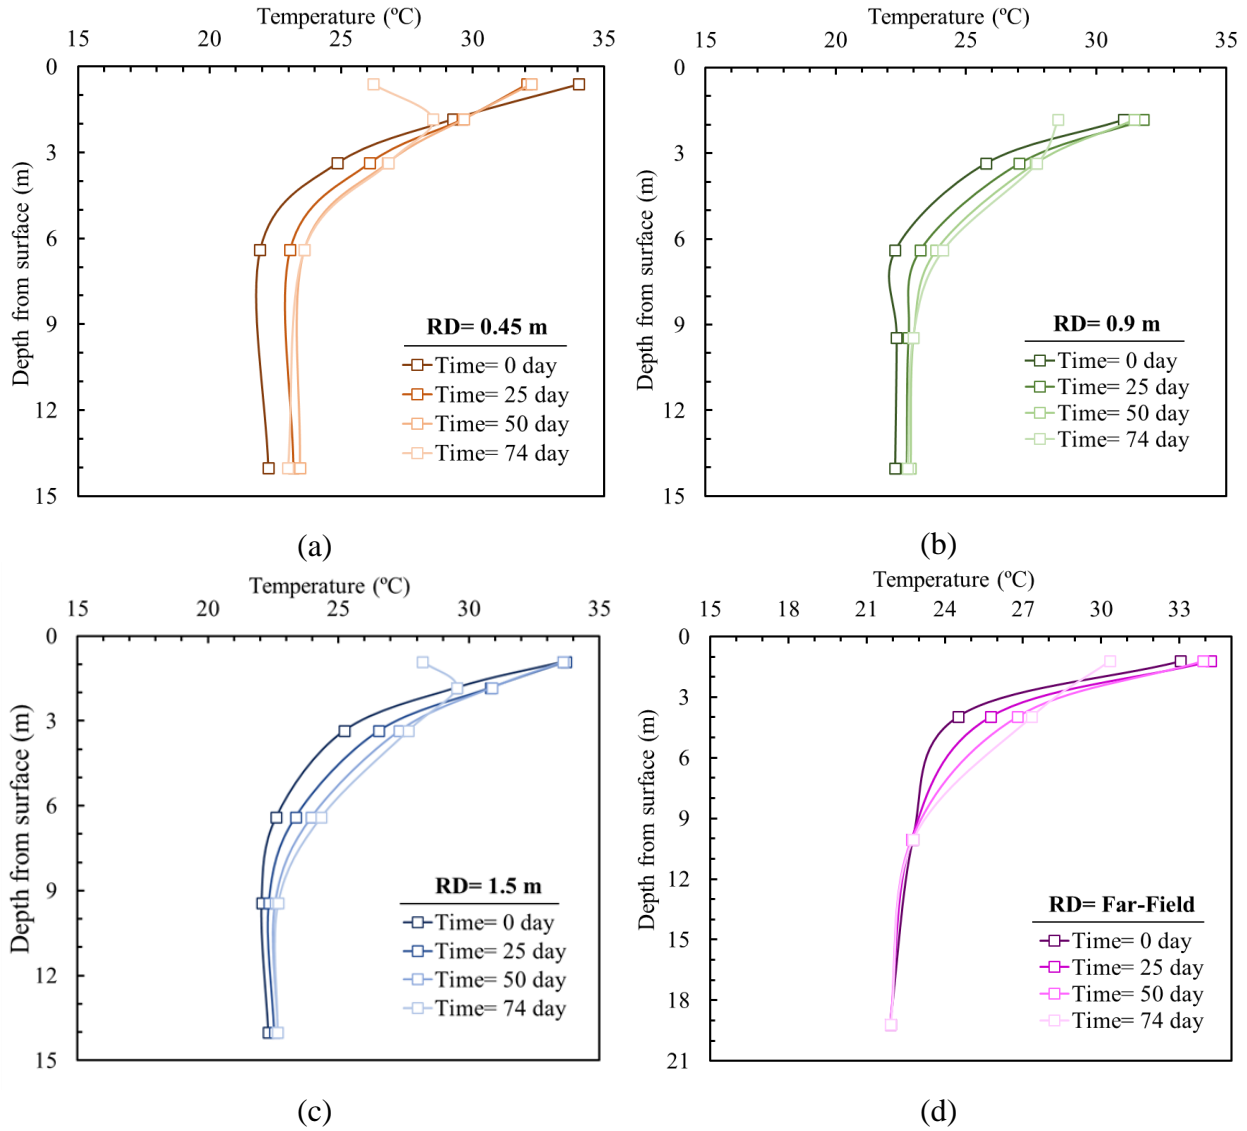 Temperature (ºC)
15 20 25 30 35
0
3
6
9
12
15
Depth from surface (m)
RD= 0.45 m
Time= 0 day
Time= 25 day
Time= 50 day
Time= 74 day
(a)
Temperature (ºC)
15 20 25 30 35
0
3
6
9
12
15
Depth from surface (m)
RD= 0.9 m
Time= 0 day
Time= 25 day
Time= 50 day
Time= 74 day
(b)
Temperature (ºC)
15 20 25 30 35
0
3
6
9
12
15
Depth from surface (m)
RD= 1.5 m
Time= 0 day
Time= 25 day
Time= 50 day
Time= 74 day
(c)
Temperature (ºC)
15 18 21 24 27 30 33
0
3
6
9
12
15
18
21
Depth from surface (m)
RD= Far-Field
Time= 0 day
Time= 25 day
Time= 50 day
Time= 74 day
(d)